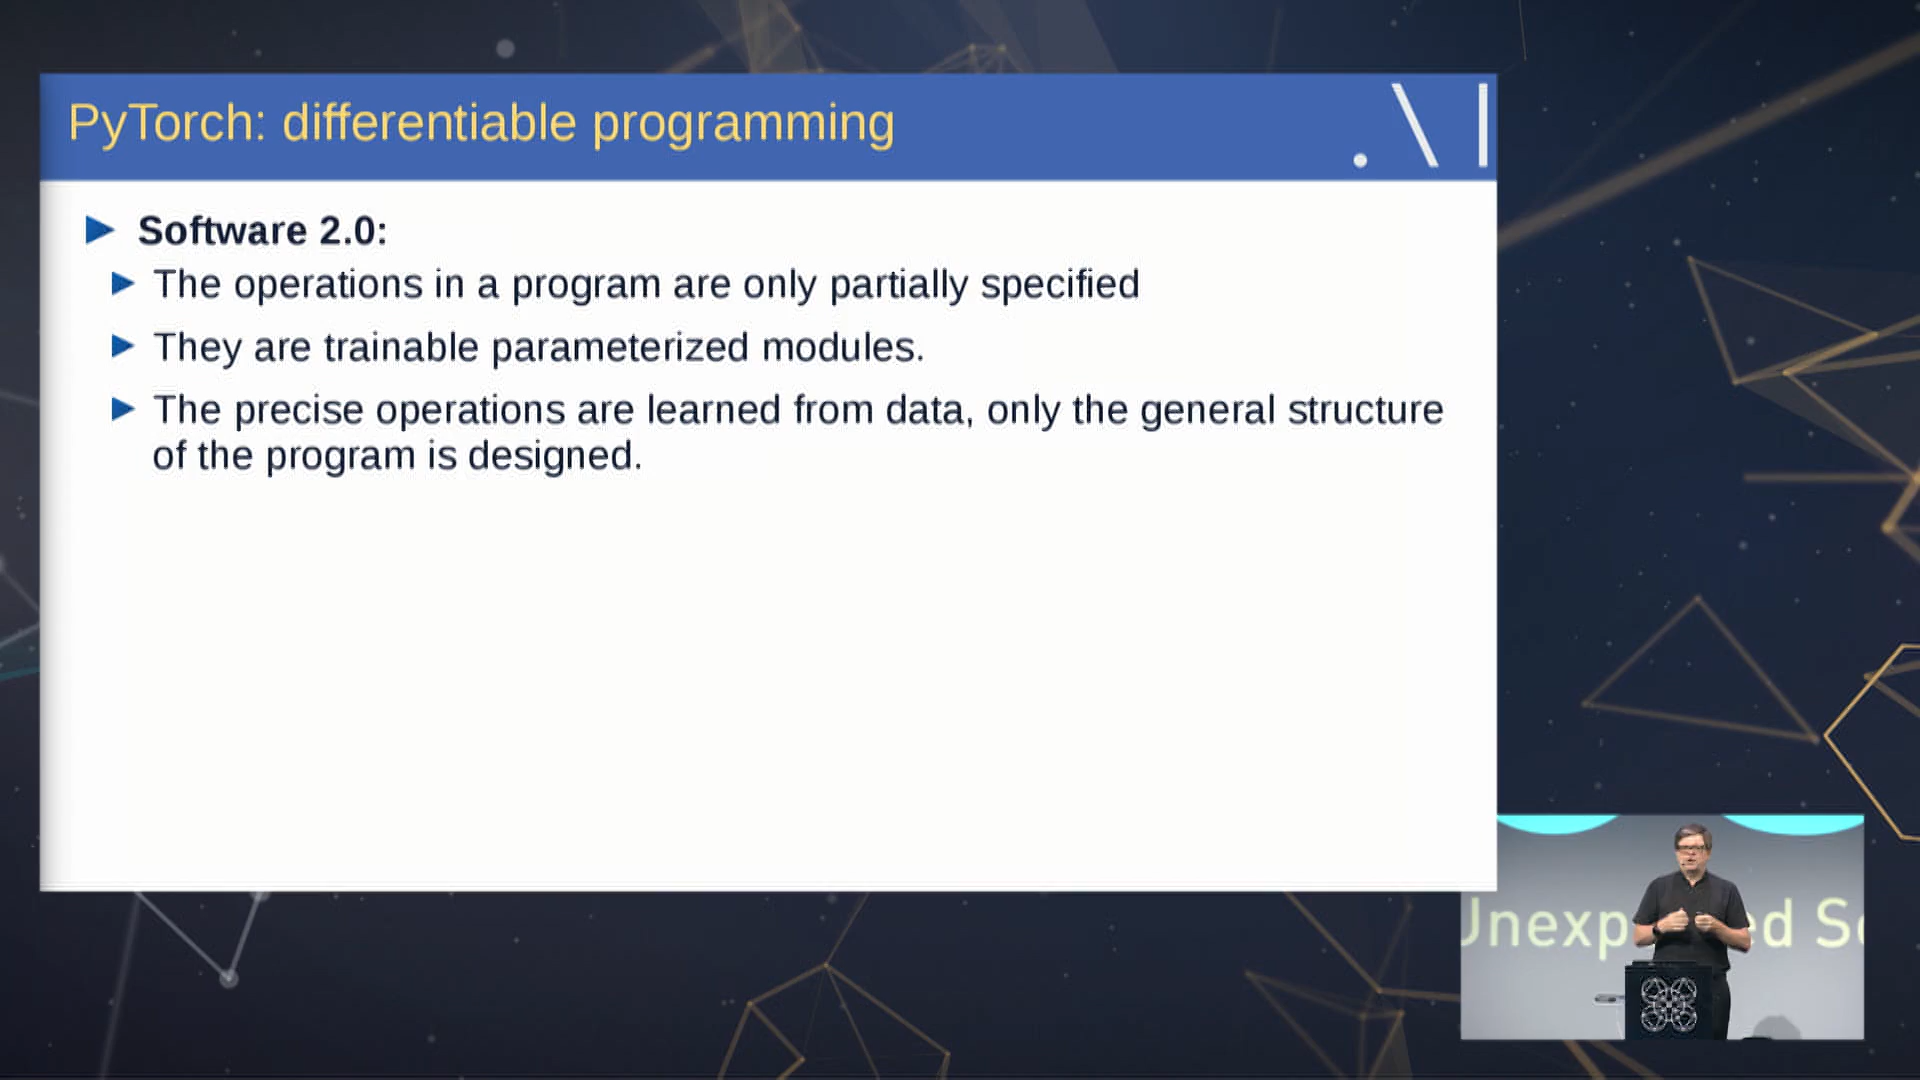 PyTorch: differentiable programming
Software 2.0:
The operations in a program are only partially specified
They are trainable parameterized modules.
The precise operations are learned from data, only the general structure
of the program is designed.